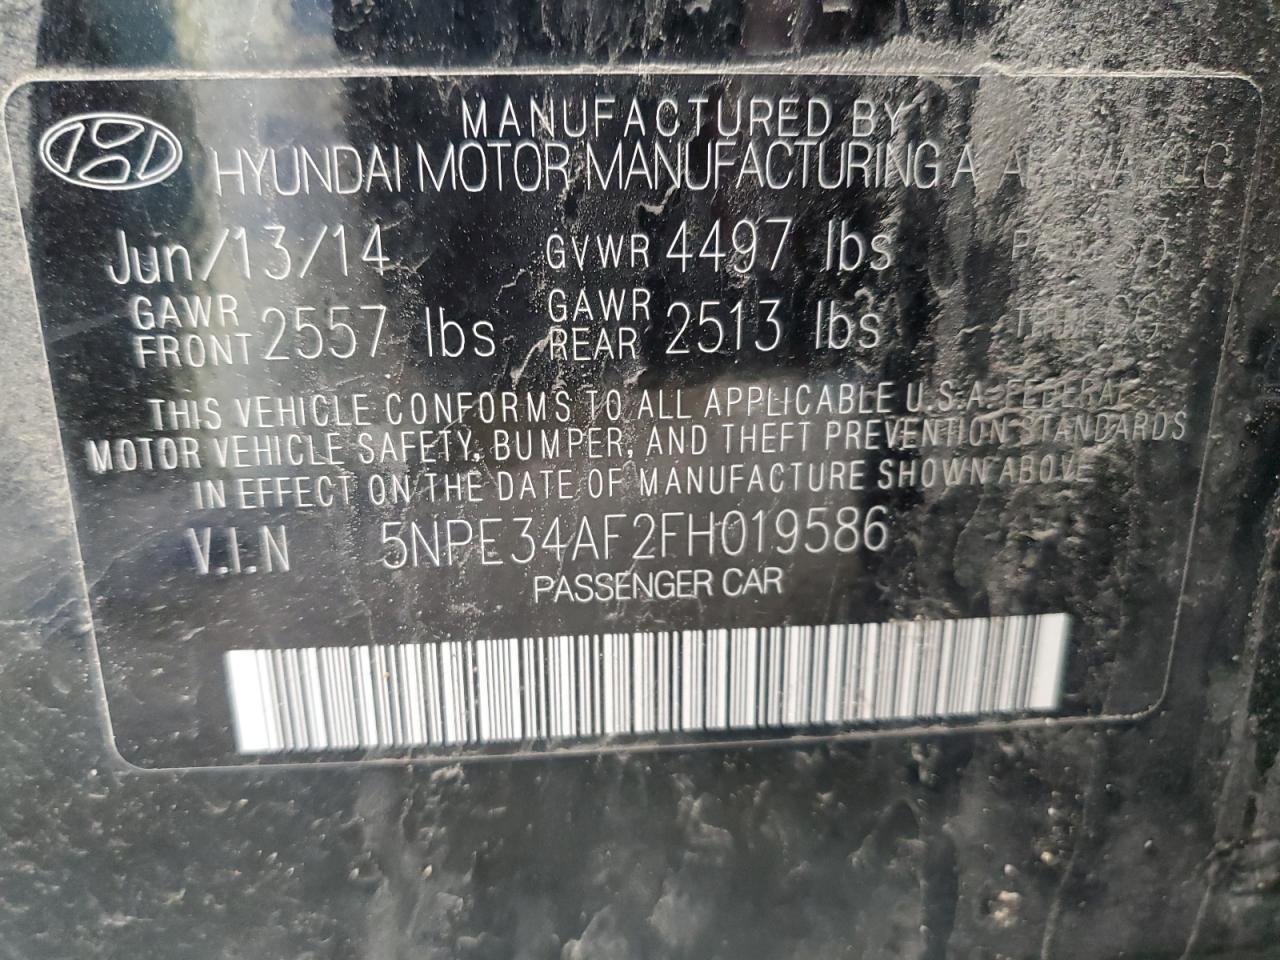 MANUFACTURED BY
HYUNDAI MOTOR MANUFACTURING
Jun/13/14 GVWR 4497 lbs
GAWR FRONT 2557 lbs GAWR REAR 2513 lbs
THIS VEHICLE CONFORMS TO ALL APPLICABLE U.S.A FEDERAL
MOTOR VEHICLE SAFETY, BUMPER, AND THEFT PREVENTION STANDARDS
IN EFFECT ON THE DATE OF MANUFACTURE SHOWN ABOVE
V.I.N 5NPE34AF2FH019586
PASSENGER CAR